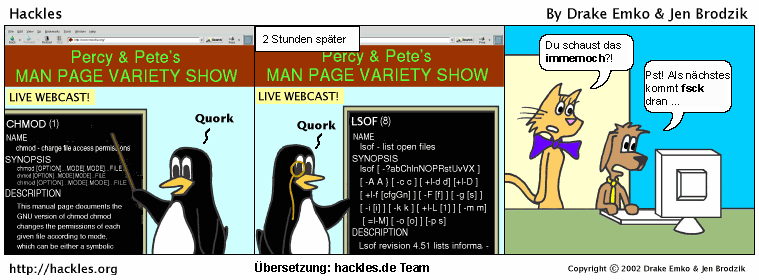 Hackles
By Drake Emko & Jen Brodzik
Percy & Pete's
MAN PAGE VARIETY SHOW
LIVE WEBCAST!
Quork
CHMOD (1)
NAME
chmod - change file access permissions
SYNOPSIS
chmod [OPTION]...MODE[,MODE]...FILE...
chmod [OPTION]...MODE[,MODE]...FILE...
chmod [OPTION]...MODE[,MODE]...FILE
DESCRIPTION
This manual page documents the
GNU version of chmod chmod
changes the permissions of each
given file according to mode,
which can be either a symbolic
2 Stunden später
Percy & Pete's
MAN PAGE VARIETY SHOW
LIVE WEBCAST!
Quork
LSOF (8)
NAME
lsof - list open files
SYNOPSIS
lsof [ -?abChlnNOPRstUvVX ]
[ -A A ] [ -c c ] [ +l-d d] [+l-D ]
[ +l-f [cfgGn] ] [ -F [f] ] [ -g [s] ]
[ -i [i] ] [ -k k ] [ +l-L [1] ] [ -m m]
[ =l-M] [ -o [o] ] [-p s]
DESCRIPTION
Lsof revision 4.51 lists informa -
Du schaust das
immernoch?!
Pst! Als nächstes
kommt fsck
dran ...
http://hackles.org
Übersetzung: hackles.de Team
Copyright © 2002 Drake Emko & Jen Brodzik